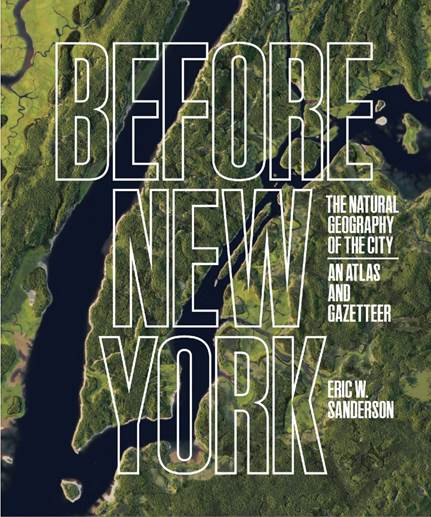 BEFORE
NEW
YORK
THE NATURAL
GEOGRAPHY
OF THE CITY
AN ATLAS
AND
GAZETTEER
ERIC W.
SANDERSON